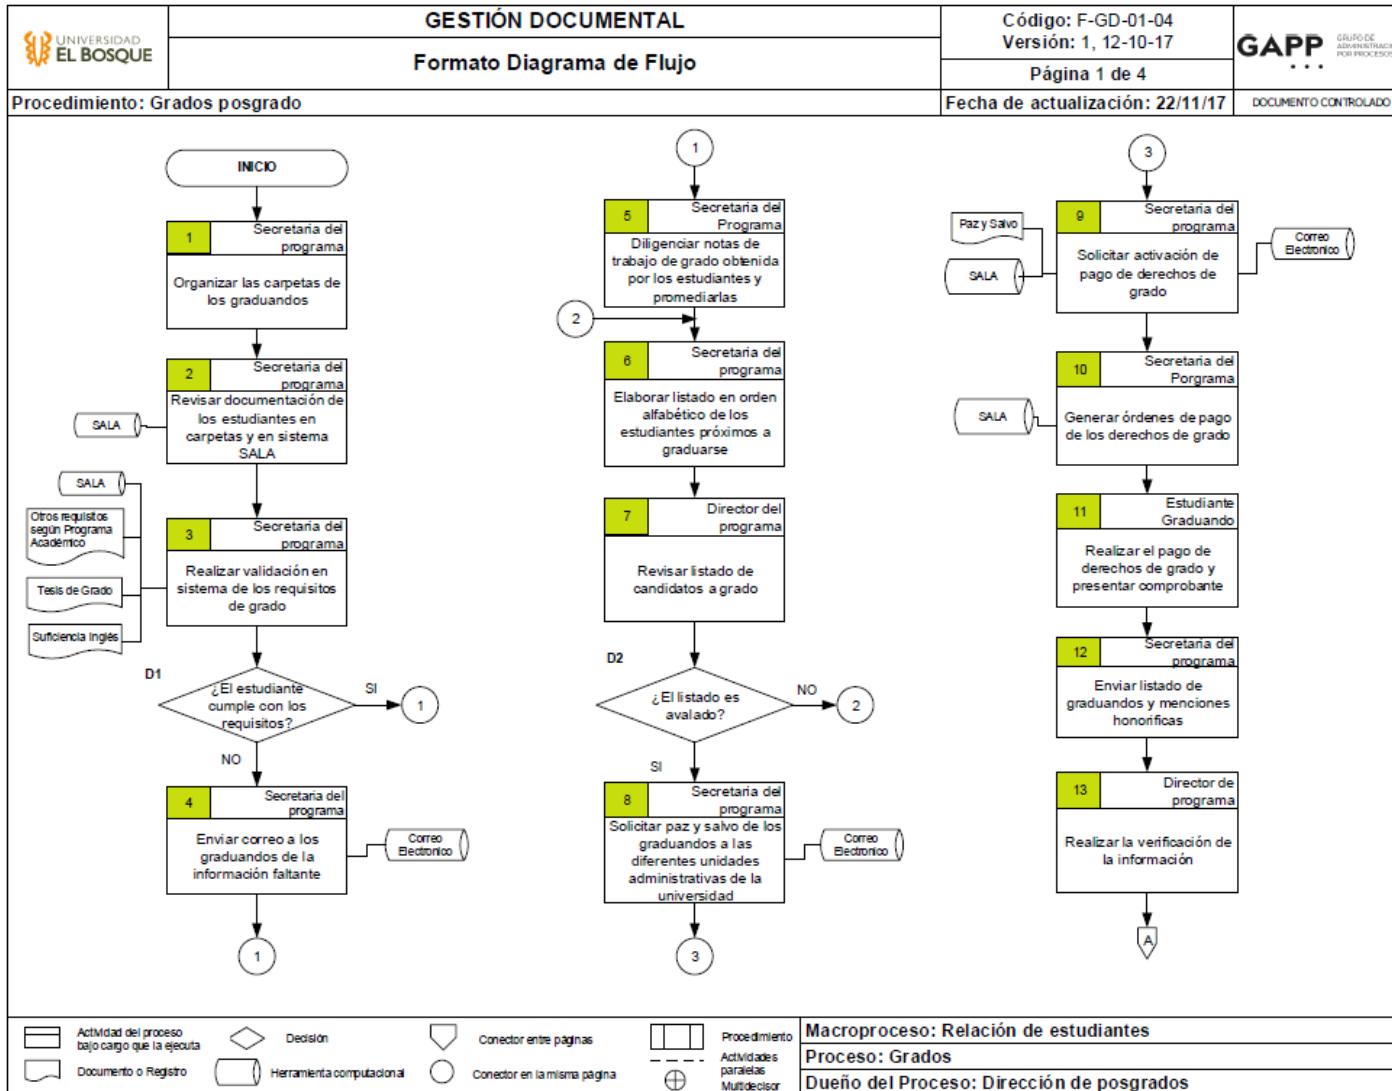 UNIVERSIDAD
EL BOSQUE
GESTIÓN DOCUMENTAL
Formato Diagrama de Flujo
Código: F-GD-01-04
Versión: 1, 12-10-17
Página 1 de 4
GAPP
GRUPO DE
ADMINISTRACI
POR PROCESOS
Procedimiento: Grados posgrado
Fecha de actualización: 22/11/17
DOCUMENTO CONTROLADO
INICIO
1
Secretaria del
programa
Organizar las carpetas de
los graduandos
2
Secretaria del
programa
Revisar documentación de
los estudiantes en
carpetas y en sistema
SALA
SALA
SALA
Otros requisitos
según Programa
Académico
Tesis de Grado
Suficiencia Inglés
3
Secretaria del
programa
Realizar validación en
sistema de los requisitos
de grado
D1
¿El estudiante
cumple con los
requisitos?
SI
1
NO
4
Secretaria del
programa
Enviar correo a los
graduandos de la
información faltante
Correo
Electronico
1
1
5
Secretaria del
Programa
Diligenciar notas de
trabajo de grado obtenida
por los estudiantes y
promediarlas
2
6
Secretaria del
programa
Elaborar listado en orden
alfabético de los
estudiantes próximos a
graduarse
7
Director del
programa
Revisar listado de
candidatos a grado
D2
¿El listado es
avalado?
NO
2
SI
8
Secretaria del
programa
Solicitar paz y salvo de los
graduandos a las
diferentes unidades
administrativas de la
universidad
Correo
Electronico
3
3
Paz y Salvo
SALA
9
Secretaria del
programa
Solicitar activación de
pago de derechos de
grado
Correo
Electronico
10
Secretaria del
Porgrama
Generar órdenes de pago
de los derechos de grado
SALA
11
Estudiante
Graduando
Realizar el pago de
derechos de grado y
presentar comprobante
12
Secretaria del
programa
Enviar listado de
graduandos y menciones
honorificas
13
Director de
programa
Realizar la verificación de
la información
A
Actividad del proceso
bajo cargo que la ejecuta
Decisión
Conector entre páginas
Procedimiento
Documento o Registro
Herramienta computacional
Conector en la misma página
Actividades
paralelas
Multidecisor
Macroproceso: Relación de estudiantes
Proceso: Grados
Dueño del Proceso: Dirección de posgrados